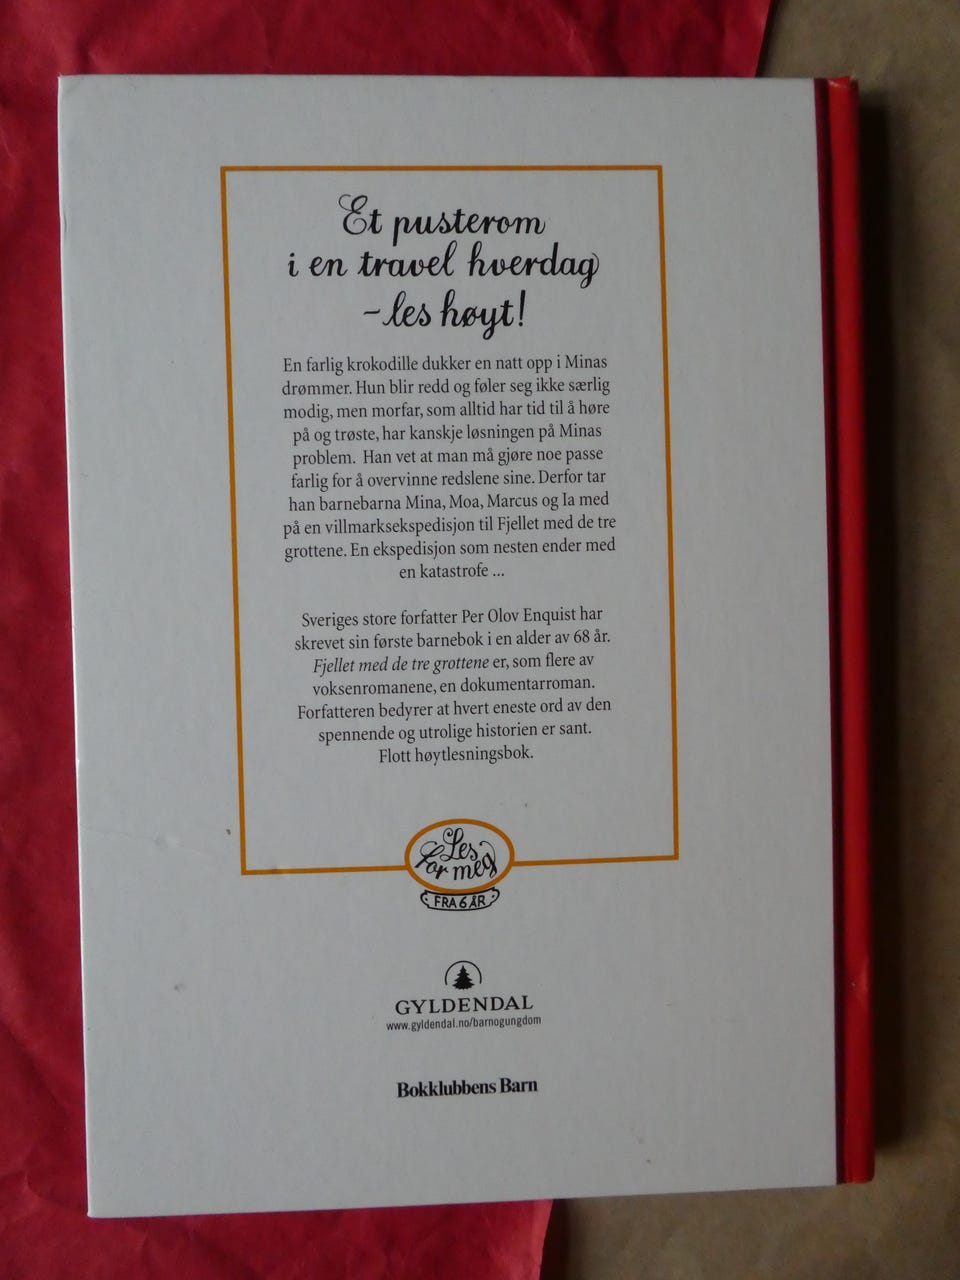 Et pusterom
i en travel hverdag
– les høyt!
En farlig krokodille dukker en natt opp i Minas
drømmer. Hun blir redd og føler seg ikke særlig
modig, men morfar, som alltid har tid til å høre
på og trøste, har kanskje løsningen på Minas
problem. Han vet at man må gjøre noe passe
farlig for å overvinne redslene sine. Derfor tar
han barnebarna Mina, Moa, Marcus og Ia med
på en villmarksekspedisjon til Fjellet med de tre
grottene. En ekspedisjon som nesten ender med
en katastrofe ...
Sveriges store forfatter Per Olov Enquist har
skrevet sin første barnebok i en alder av 68 år.
Fjellet med de tre grottene er, som flere av
voksenromanene, en dokumentarroman.
Forfatteren bedyrer at hvert eneste ord av den
spennende og utrolige historien er sant.
Flott høytlesningsbok.
Les
for meg
FRA 6 ÅR
GYLDENDAL
www.gyldendal.no/barnogungdom
Bokklubbens Barn